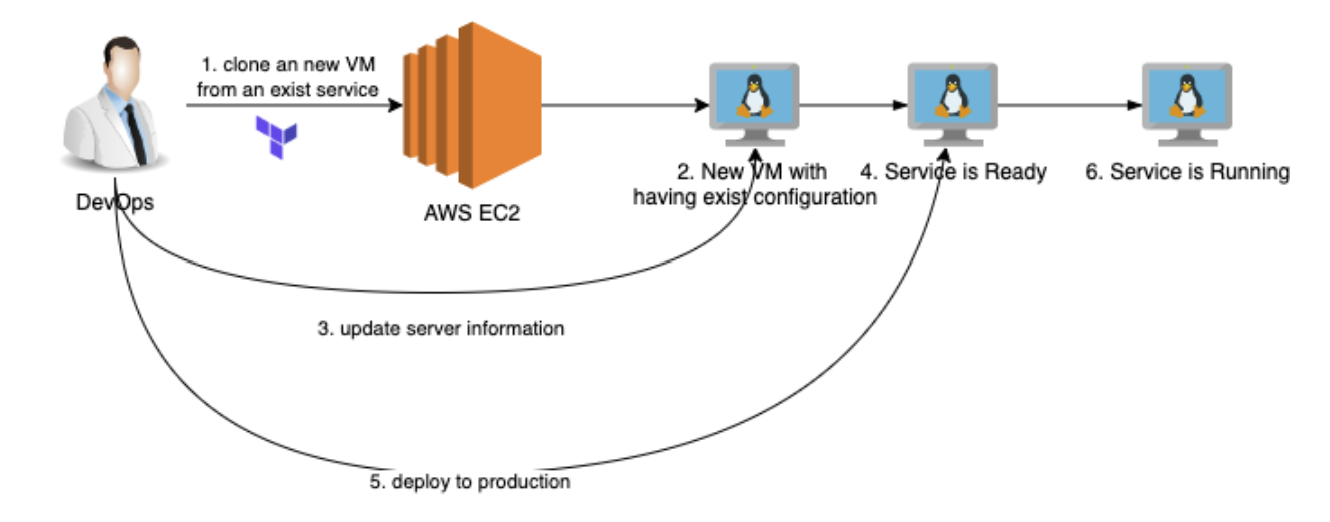 1. clone an new VM
from an exist service
DevOps
AWS EC2
2. New VM with
having exist configuration
4. Service is Ready
6. Service is Running
3. update server information
5. deploy to production